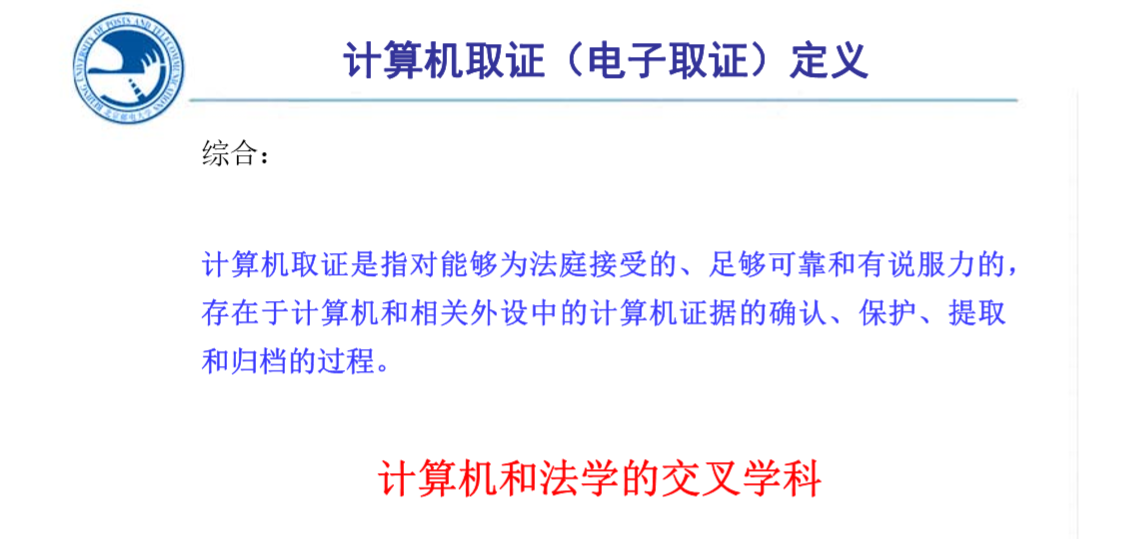 计算机取证（电子取证）定义
BEIJING UNIVERSITY OF POSTS AND TELECOMMUNICATIONS
北京邮电大学
综合：
计算机取证是指对能够为法庭接受的、足够可靠和有说服力的，
存在于计算机和相关外设中的计算机证据的确认、保护、提取
和归档的过程。
计算机和法学的交叉学科